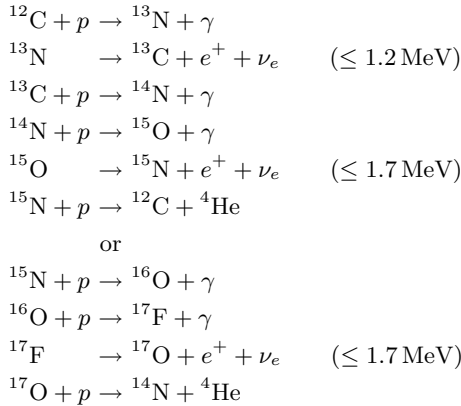 ¹²C + p → ¹³N + γ
¹³N → ¹³C + e⁺ + νₑ (≤ 1.2 MeV)
¹³C + p → ¹⁴N + γ
¹⁴N + p → ¹⁵O + γ
¹⁵O → ¹⁵N + e⁺ + νₑ (≤ 1.7 MeV)
¹⁵N + p → ¹²C + ⁴He
or
¹⁵N + p → ¹⁶O + γ
¹⁶O + p → ¹⁷F + γ
¹⁷F → ¹⁷O + e⁺ + νₑ (≤ 1.7 MeV)
¹⁷O + p → ¹⁴N + ⁴He